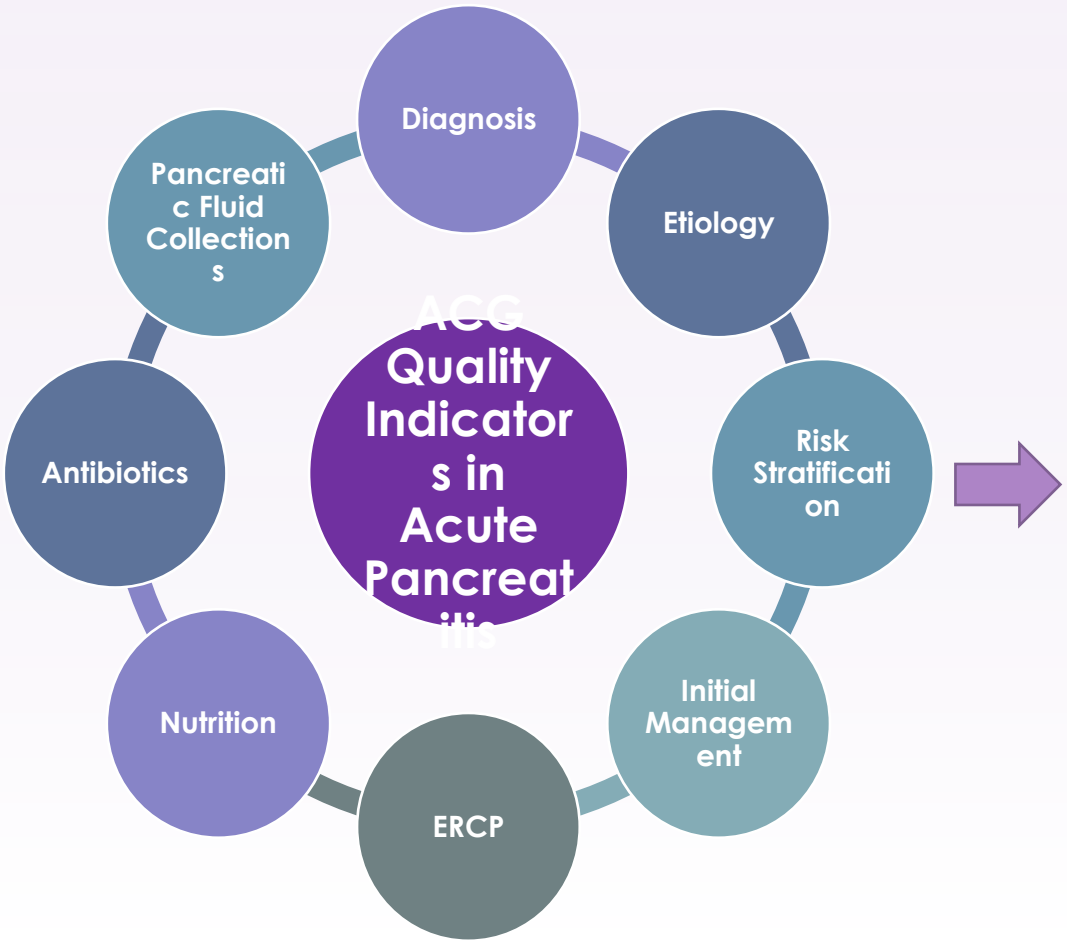 Diagnosis
Etiology
Risk
Stratificati
on
Initial
Managem
ent
ERCP
Nutrition
Antibiotics
Pancreati
c Fluid
Collection
s
ACG
Quality
Indicator
s in
Acute
Pancreat
itis